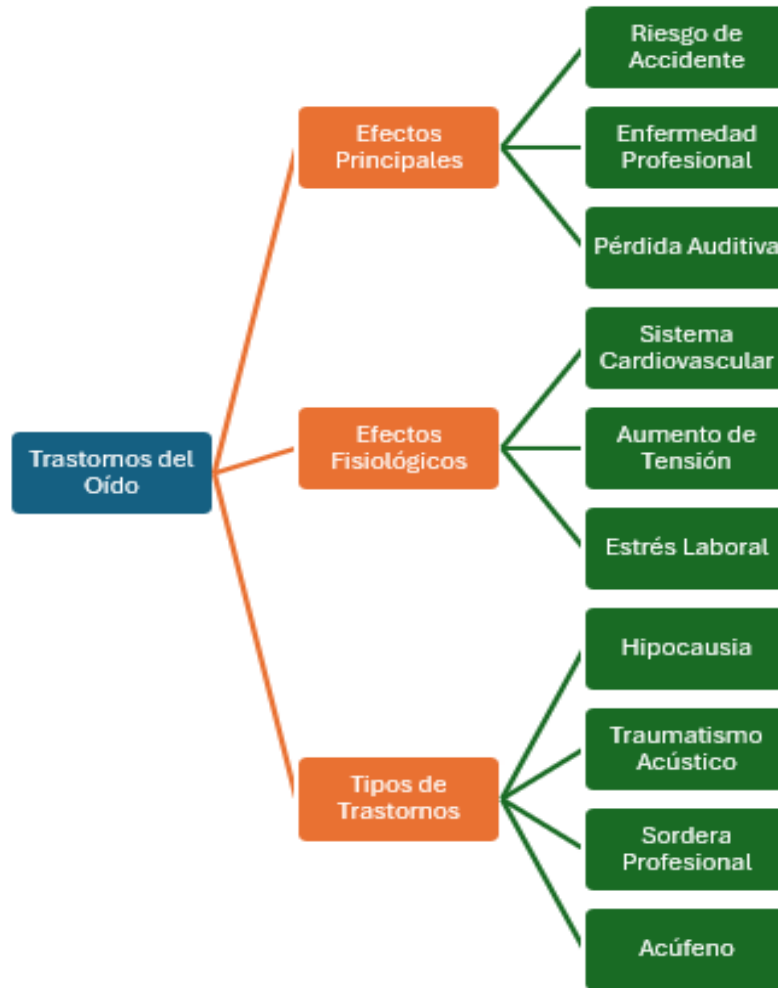 Trastornos del
Oído
Efectos
Principales
Riesgo de
Accidente
Enfermedad
Profesional
Pérdida Auditiva
Efectos
Fisiológicos
Sistema
Cardiovascular
Aumento de
Tensión
Estrés Laboral
Tipos de
Trastornos
Hipocausia
Traumatismo
Acústico
Sordera
Profesional
Acúfeno